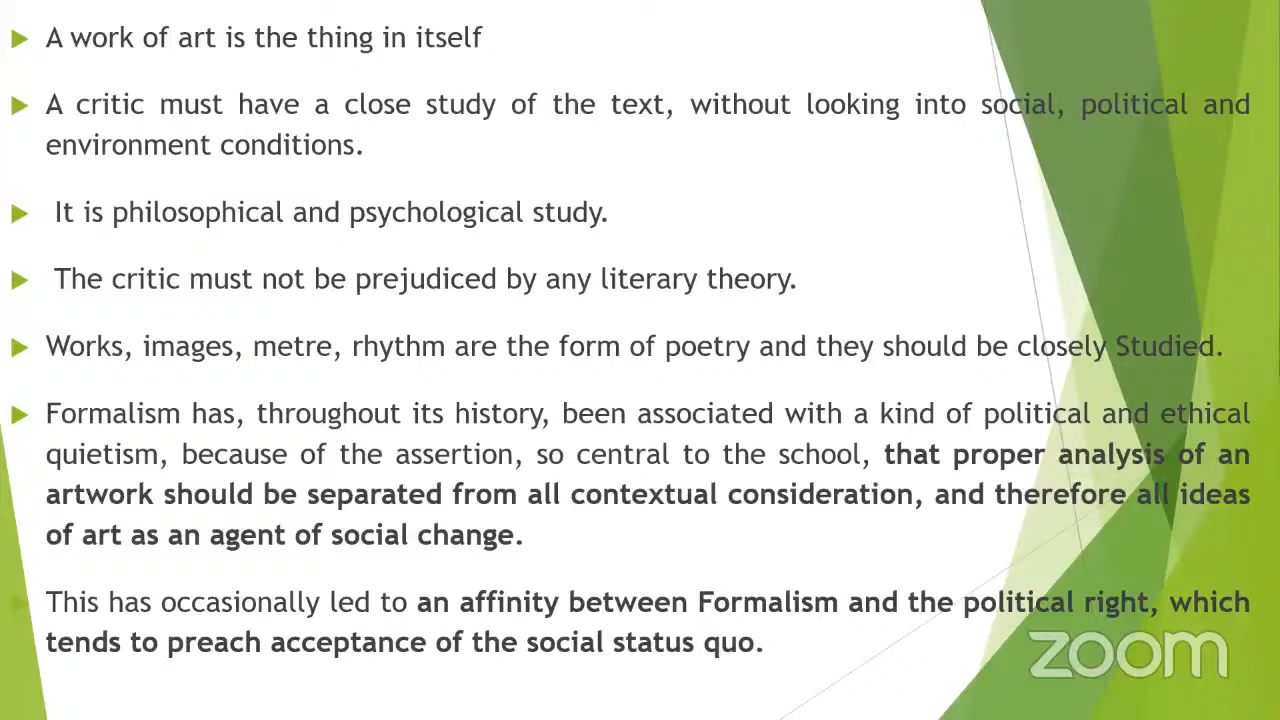 A work of art is the thing in itself
A critic must have a close study of the text, without looking into social, political and
environment conditions.
It is philosophical and psychological study.
The critic must not be prejudiced by any literary theory.
Works, images, metre, rhythm are the form of poetry and they should be closely Studied.
Formalism has, throughout its history, been associated with a kind of political and ethical
quietism, because of the assertion, so central to the school, that proper analysis of an
artwork should be separated from all contextual consideration, and therefore all ideas
of art as an agent of social change.
This has occasionally led to an affinity between Formalism and the political right, which
tends to preach acceptance of the social status quo.
zoom